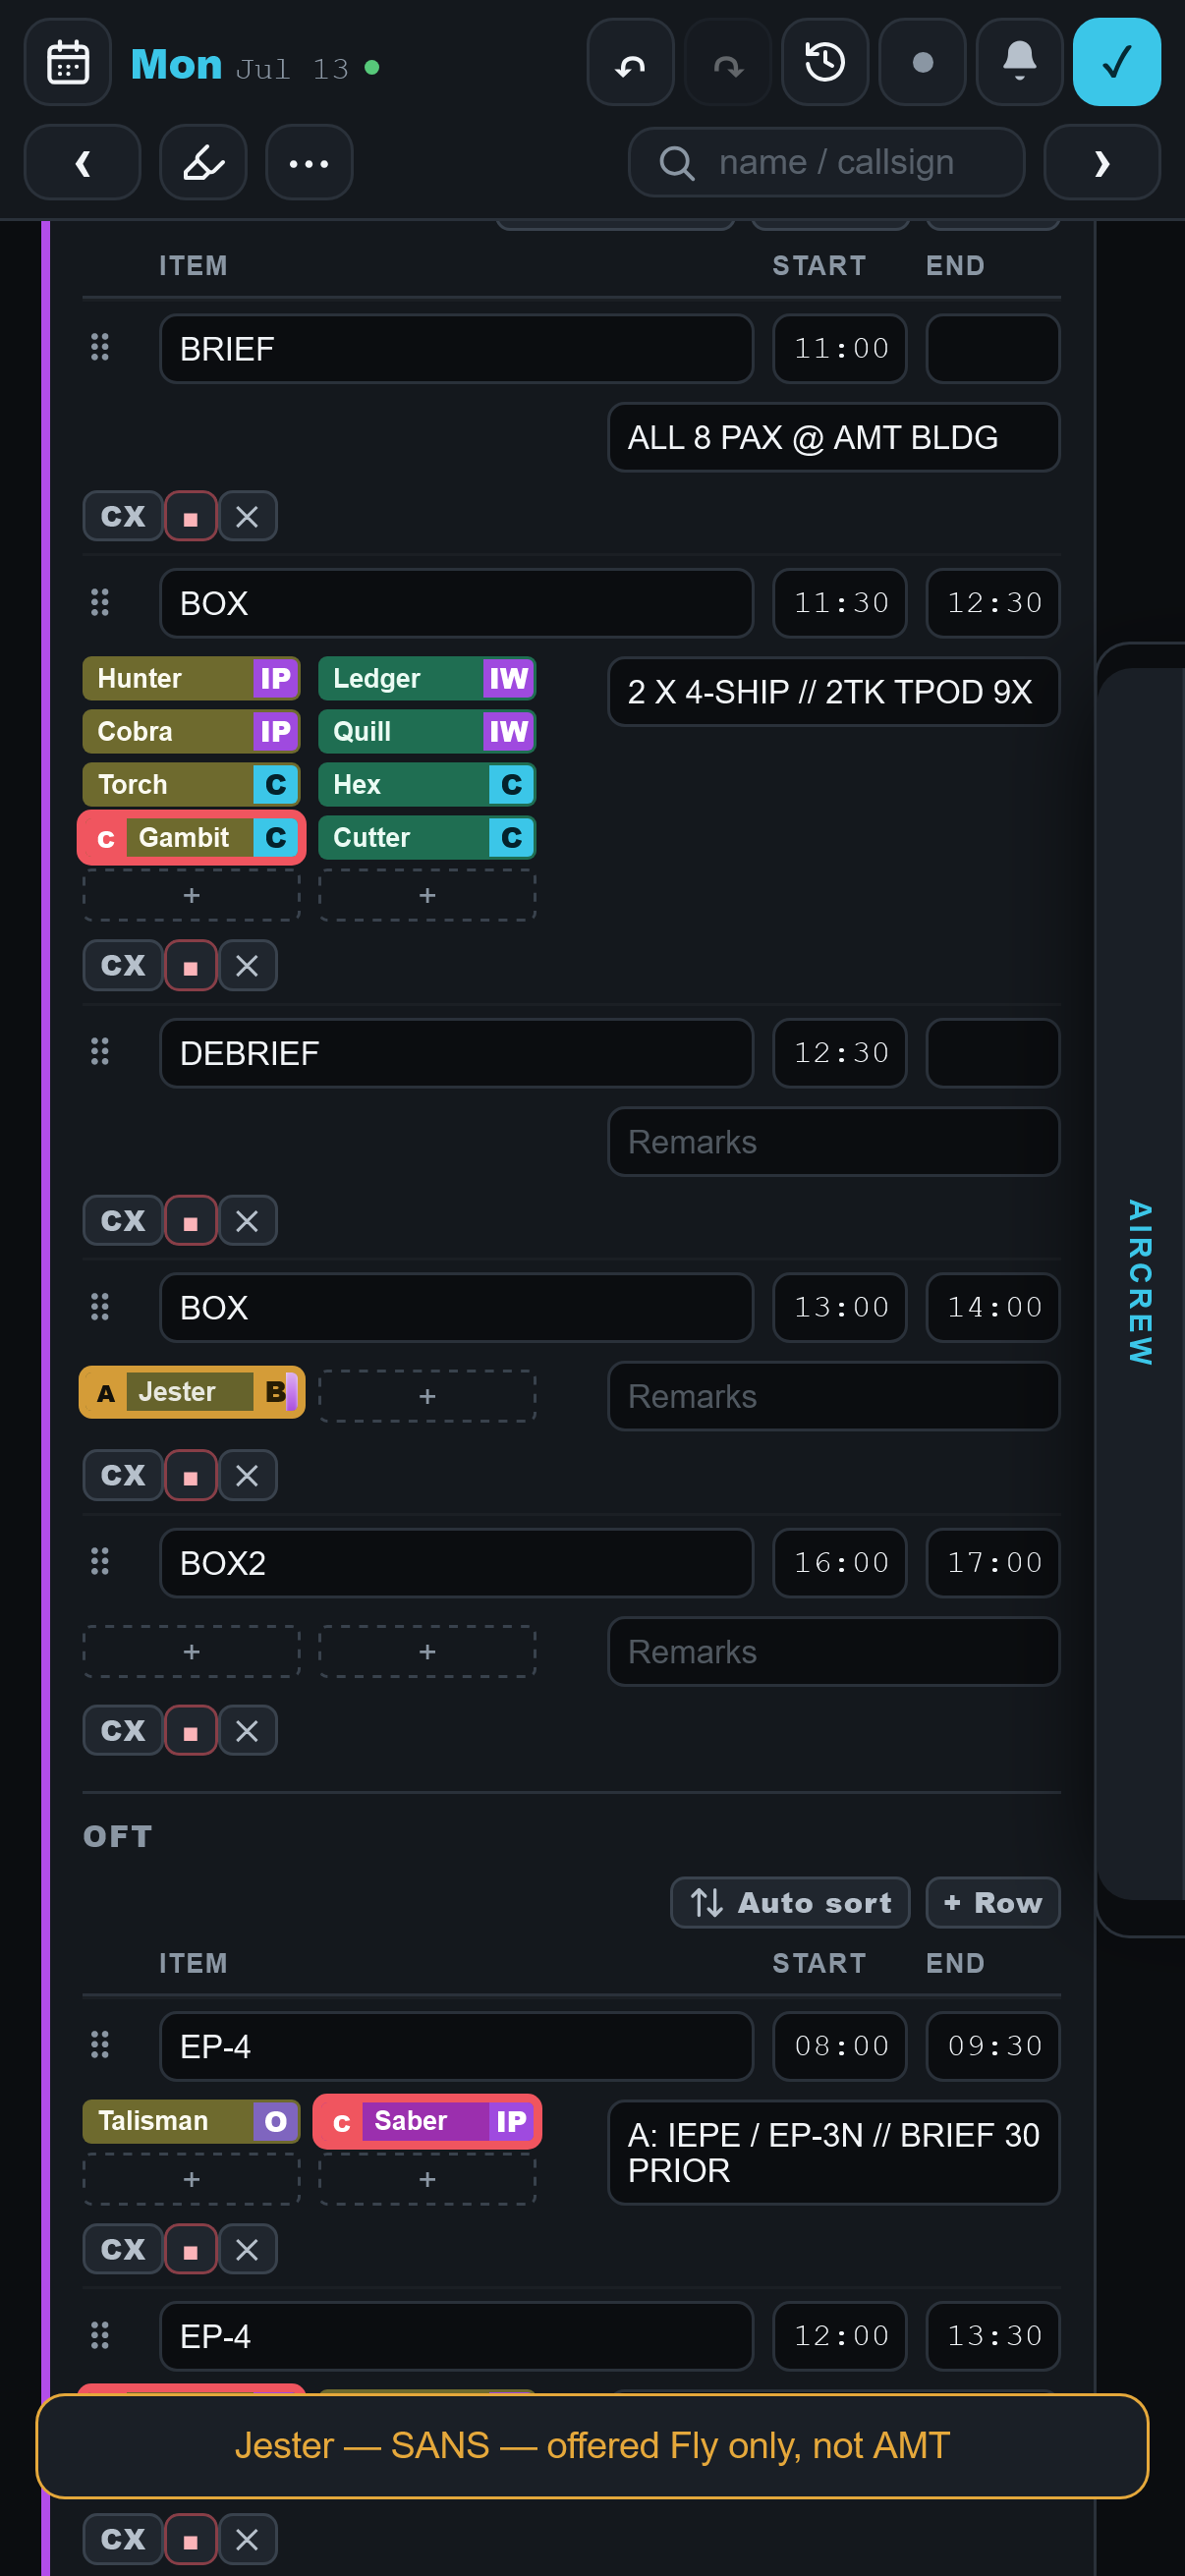 Mon Jul 13
name / callsign
ITEM START END
BRIEF 11:00
ALL 8 PAX @ AMT BLDG
CX
BOX 11:30 12:30
Hunter IP Ledger IW 2 X 4-SHIP // 2TK TPOD 9X
Cobra IP Quill IW
Torch C Hex C
C Gambit C Cutter C
+ +
CX
DEBRIEF 12:30
Remarks
CX
BOX 13:00 14:00
A Jester B + Remarks
CX
BOX2 16:00 17:00
+ + Remarks
CX
OFT
Auto sort + Row
ITEM START END
EP-4 08:00 09:30
Talisman O C Saber IP A: IEPE / EP-3N // BRIEF 30
PRIOR
+ +
CX
EP-4 12:00 13:30
Jester — SANS — offered Fly only, not AMT
CX
AIRCREW